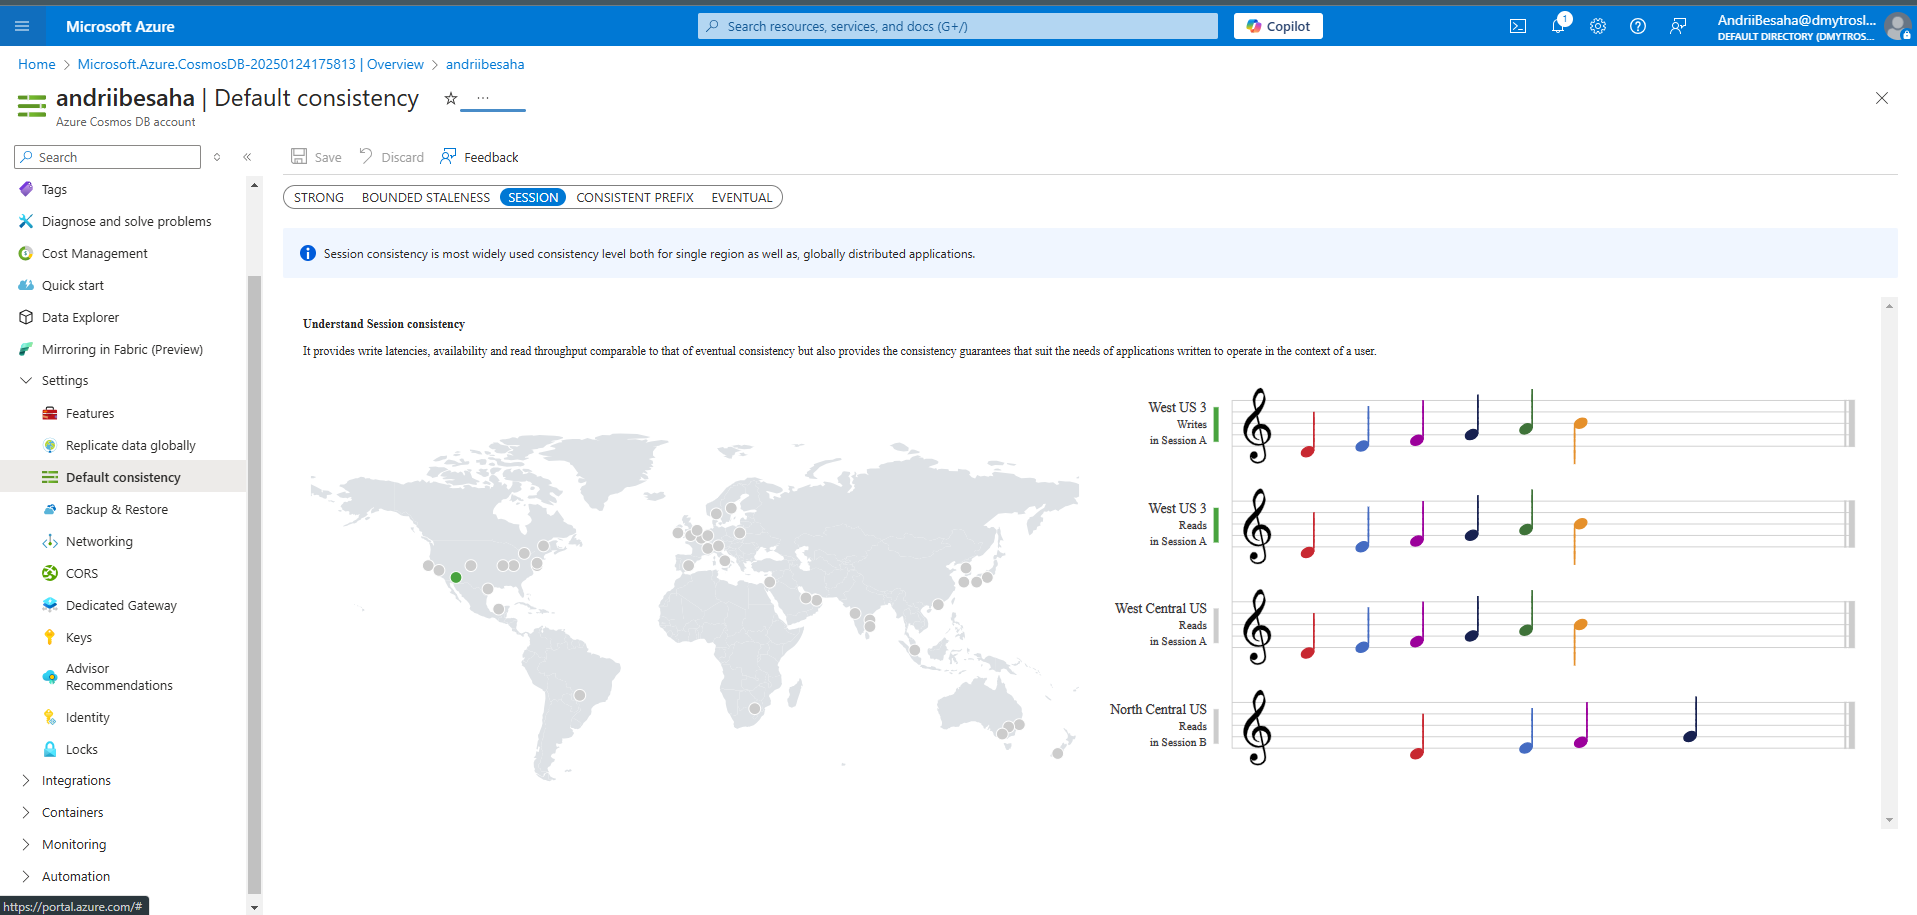 Microsoft Azure
Search resources, services, and docs (G+/)
Copilot
1
AndriiBesaha@dmytrosl...
DEFAULT DIRECTORY (DMYTROS...
Home > Microsoft.Azure.CosmosDB-20250124175813 | Overview > andriibesaha
andriibesaha | Default consistency
...
Azure Cosmos DB account
Search
Save
Discard
Feedback
Tags
Diagnose and solve problems
Cost Management
Quick start
Data Explorer
Mirroring in Fabric (Preview)
Settings
Features
Replicate data globally
Default consistency
Backup & Restore
Networking
CORS
Dedicated Gateway
Keys
Advisor
Recommendations
Identity
Locks
Integrations
Containers
Monitoring
Automation
https://portal.azure.com/#
STRONG BOUNDED STALENESS SESSION CONSISTENT PREFIX EVENTUAL
Session consistency is most widely used consistency level both for single region as well as, globally distributed applications.
Understand Session consistency
It provides write latencies, availability and read throughput comparable to that of eventual consistency but also provides the consistency guarantees that suit the needs of applications written to operate in the context of a user.
West US 3
Writes
in Session A
West US 3
Reads
in Session A
West Central US
Reads
in Session A
North Central US
Reads
in Session B